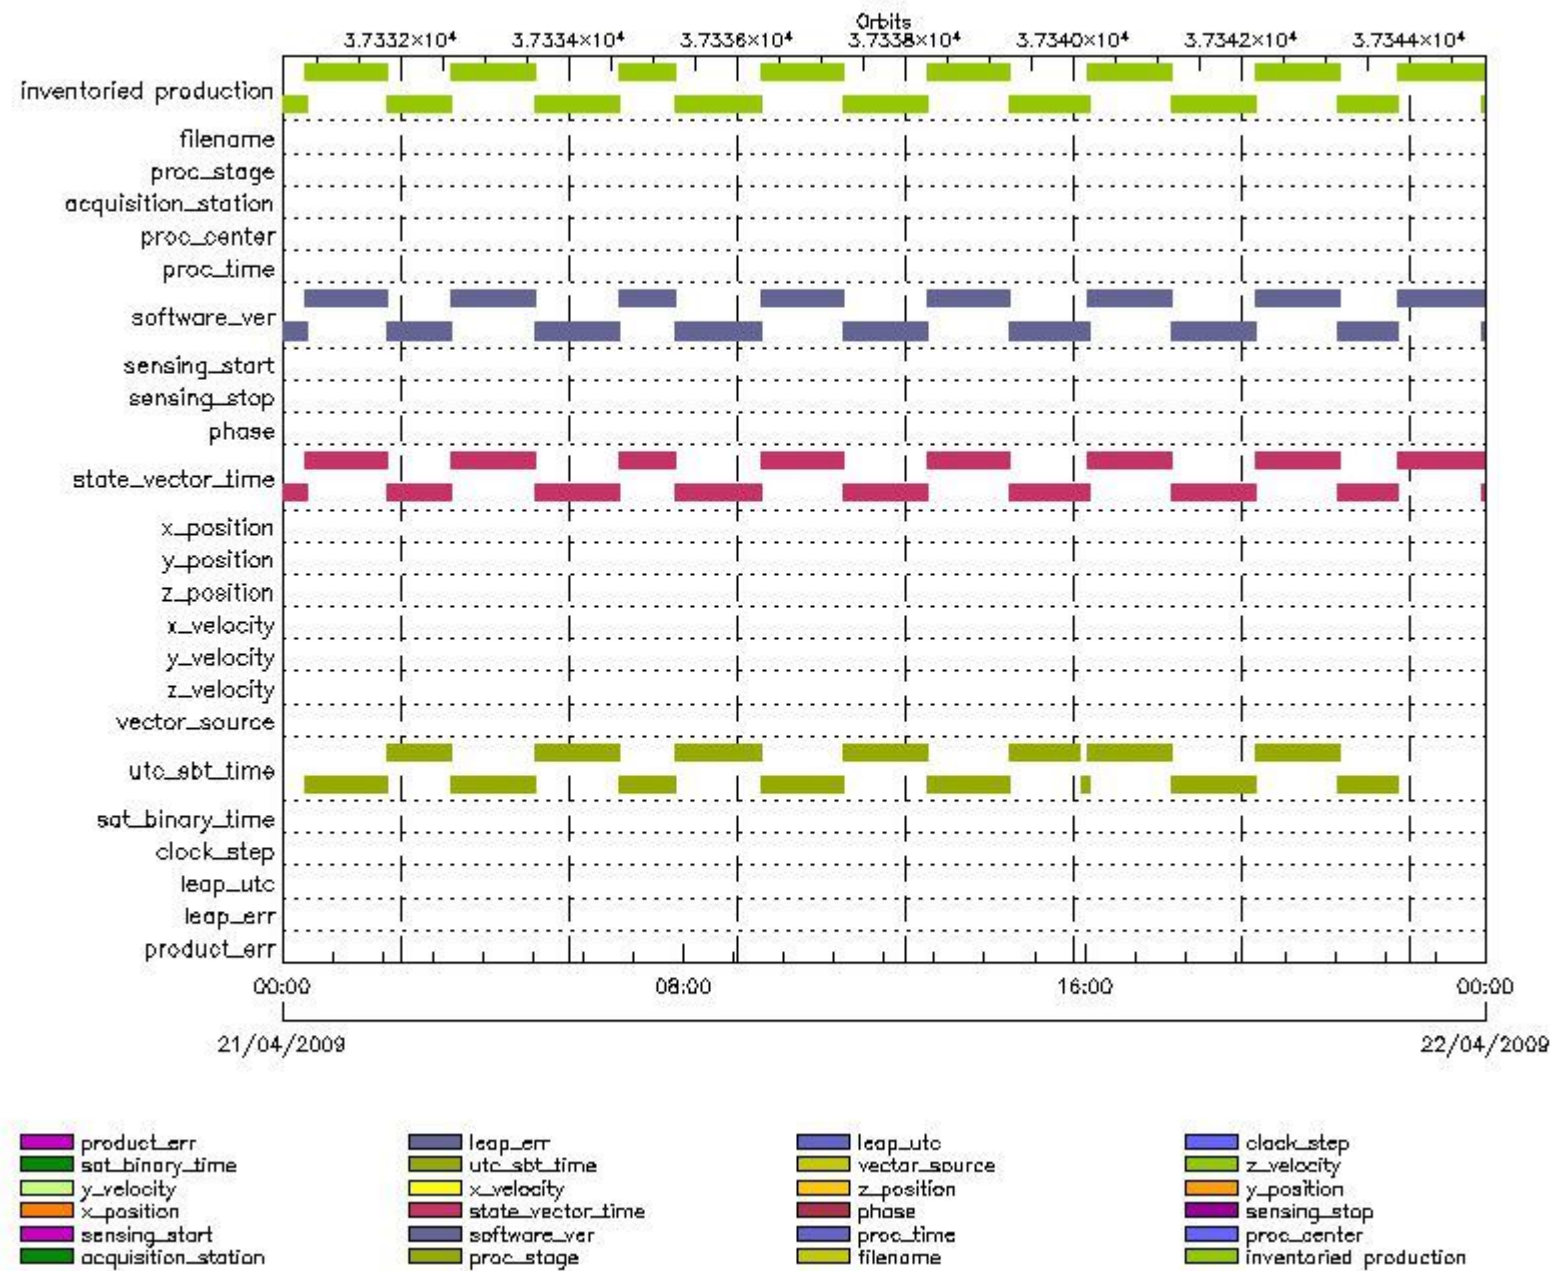 Orbits
3.7332×10⁴ 3.7334×10⁴ 3.7336×10⁴ 3.7338×10⁴ 3.7340×10⁴ 3.7342×10⁴ 3.7344×10⁴
inventoried production
filename
proc_stage
acquisition_station
proc_center
proc_time
software_ver
sensing_start
sensing_stop
phase
state_vector_time
x_position
y_position
z_position
x_velocity
y_velocity
z_velocity
vector_source
utc_sbt_time
sat_binary_time
clock_step
leap_utc
leap_err
product_err
00:00 08:00 16:00 00:00
21/04/2009 22/04/2009
product_err leap_err leap_utc clock_step
sat_binary_time utc_sbt_time vector_source z_velocity
y_velocity x_velocity z_position y_position
x_position state_vector_time phase sensing_stop
sensing_start software_ver proc_time proc_center
acquisition_station proc_stage filename inventoried production